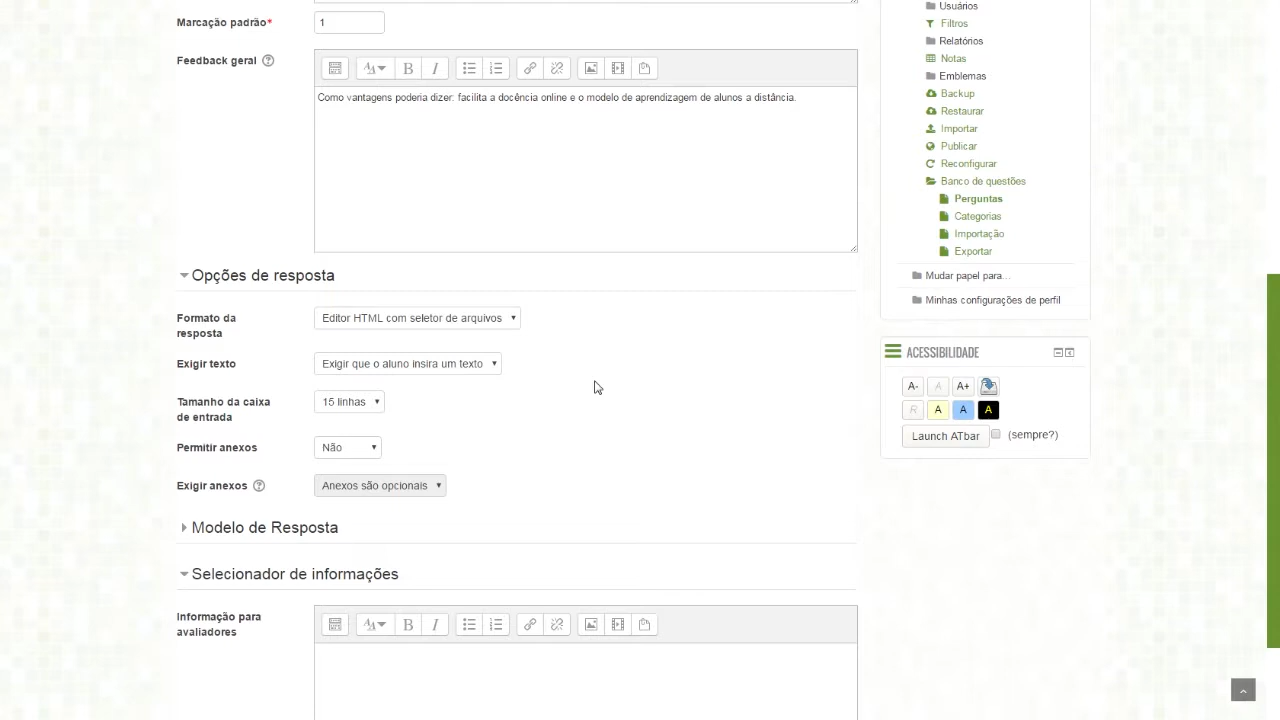 Marcação padrão*
1
Feedback geral
A
B
I
Como vantagens poderia dizer: facilita a docência online e o modelo de aprendizagem de alunos a distância.
Opções de resposta
Formato da
resposta
Editor HTML com seletor de arquivos
Exigir texto
Exigir que o aluno insira um texto
Tamanho da caixa
de entrada
15 linhas
Permitir anexos
Não
Exigir anexos
Anexos são opcionais
Modelo de Resposta
Selecionador de informações
Informação para
avaliadores
A
B
I
Usuários
Filtros
Relatórios
Notas
Emblemas
Backup
Restaurar
Importar
Publicar
Reconfigurar
Banco de questões
Perguntas
Categorias
Importação
Exportar
Mudar papel para...
Minhas configurações de perfil
ACESSIBILIDADE
A- A A+
R A A A
Launch ATbar (sempre?)